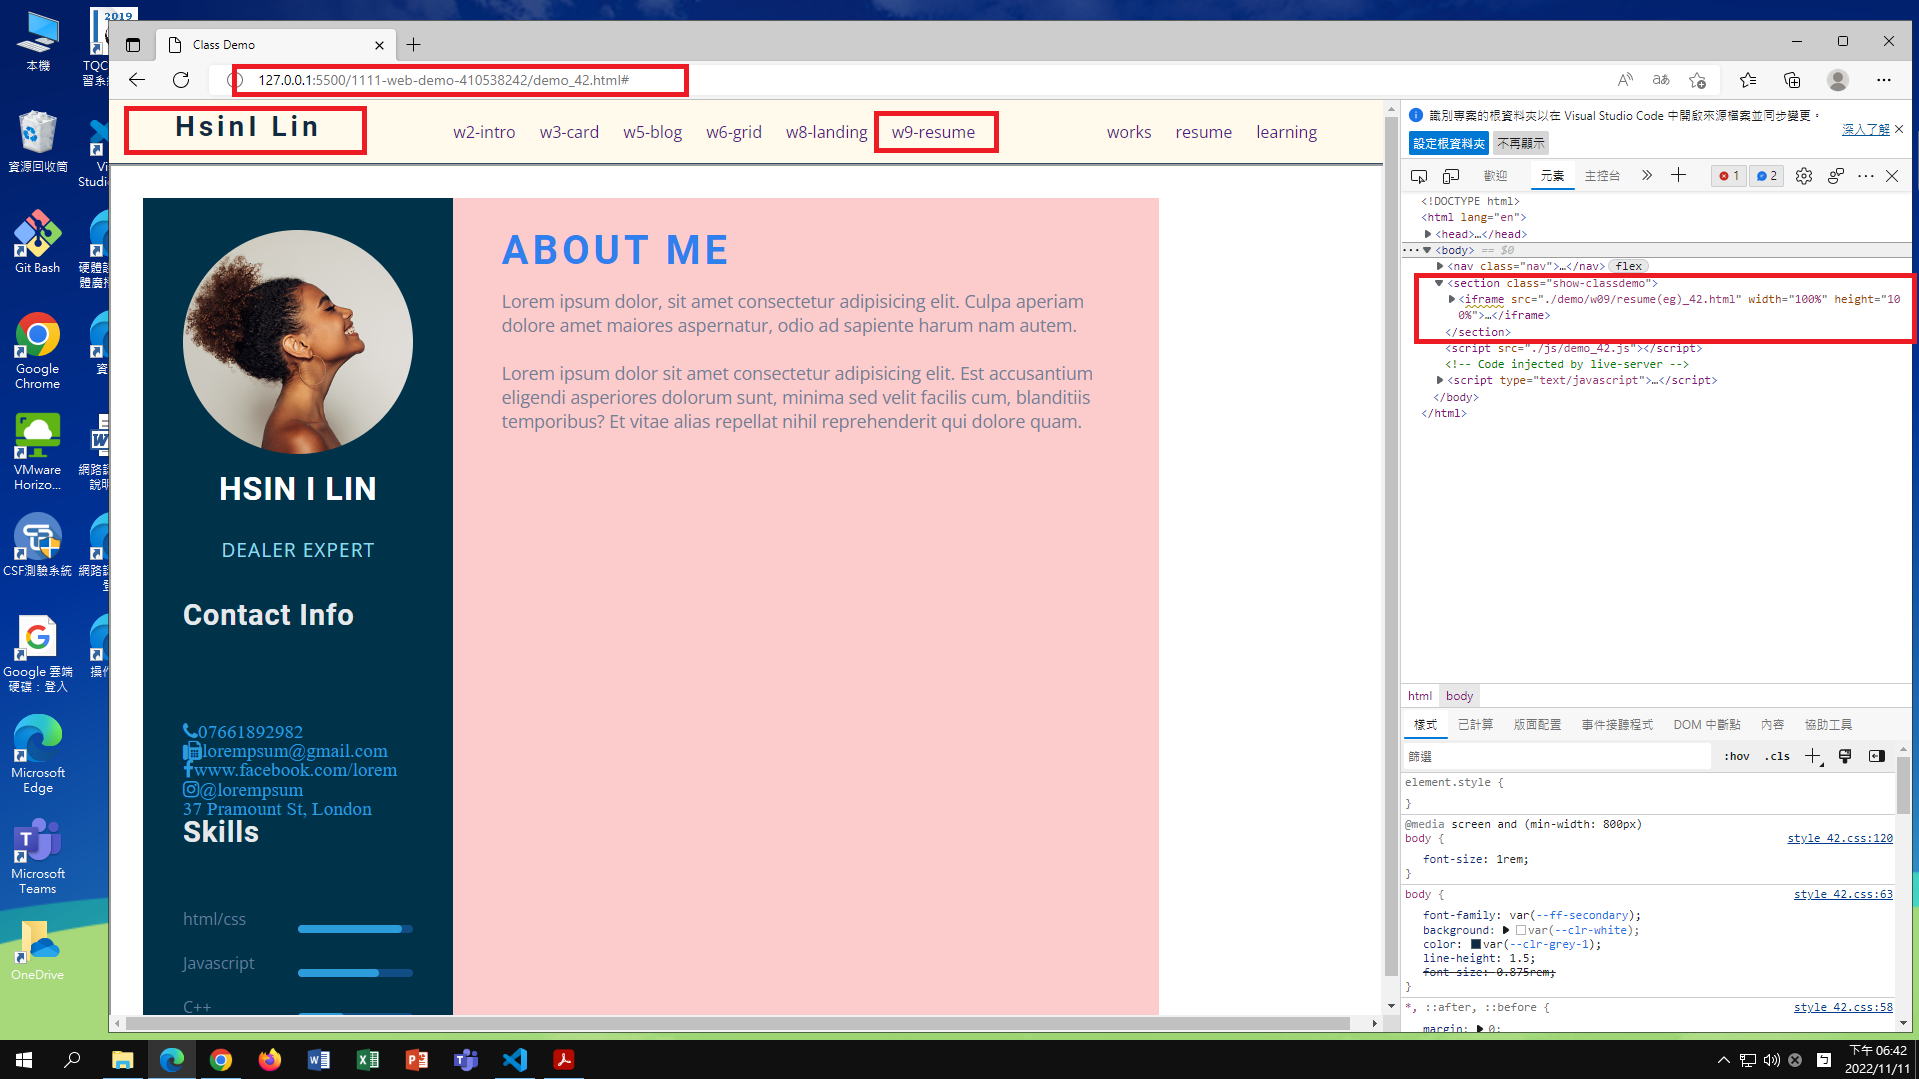 本機
資源回收筒
Git Bash
Google
Chrome
VMware
Horizo...
CSF測驗系統
Google 雲端
硬碟：登入
Microsoft
Edge
Microsoft
Teams
OneDrive
2019
TQC
習系
Vi
Studi
硬體
網路
說明
網路
登
操作
Class Demo
127.0.0.1:5500/1111-web-demo-410538242/demo_42.html#
HsinI Lin
w2-intro w3-card w5-blog w6-grid w8-landing w9-resume works resume learning
HSIN I LIN
DEALER EXPERT
Contact Info
07661892982
lorempsum@gmail.com
www.facebook.com/lorem
@lorempsum
37 Pramount St, London
Skills
html/css
Javascript
C++
ABOUT ME
Lorem ipsum dolor, sit amet consectetur adipisicing elit. Culpa aperiam
dolore amet maiores aspernatur, odio ad sapiente harum nam autem.
Lorem ipsum dolor sit amet consectetur adipisicing elit. Est accusantium
eligendi asperiores dolorum sunt, minima sed velit facilis cum, blanditiis
temporibus? Et vitae alias repellat nihil reprehenderit qui dolore quam.
識別專案的根資料夾以在 Visual Studio Code 中開啟來源檔案並同步變更。
深入了解
設定根資料夾 不再顯示
歡迎 元素 主控台 1 2
<!DOCTYPE html>
<html lang="en">
<head>…</head>
<body> == $0
<nav class="nav">…</nav> flex
<section class="show-classdemo">
<iframe src="./demo/w09/resume(eg)_42.html" width="100%" height="10
0%">…</iframe>
</section>
<script src="./js/demo_42.js"></script>
<!-- Code injected by live-server -->
<script type="text/javascript">…</script>
</body>
</html>
html body
樣式 已計算 版面配置 事件接聽程式 DOM 中斷點 內容 協助工具
篩選 :hov .cls
element.style {
}
@media screen and (min-width: 800px)
body { style_42.css:120
font-size: 1rem;
}
body { style_42.css:63
font-family: var(--ff-secondary);
background: var(--clr-white);
color: var(--clr-grey-1);
line-height: 1.5;
font-size: 0.875rem;
}
*, ::after, ::before { style_42.css:58
margin: 0;
下午 06:42
2022/11/11